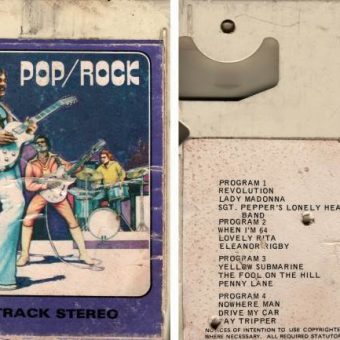 POP/ROCK
TRACK STEREO
PROGRAM 1
REVOLUTION
LADY MADONNA
SGT. PEPPER'S LONELY HEA
BAND
PROGRAM 2
WHEN I'M 64
LOVELY RITA
ELEANOR RIGBY
PROGRAM 3
YELLOW SUBMARINE
THE FOOL ON THE HILL
PENNY LANE
PROGRAM 4
NOWHERE MAN
DRIVE MY CAR
DAY TRIPPER
NOTICES OF INTENTION TO USE COPYRIGHTS
WHERE NECESSARY. ALL REQUIRED STATUTOR